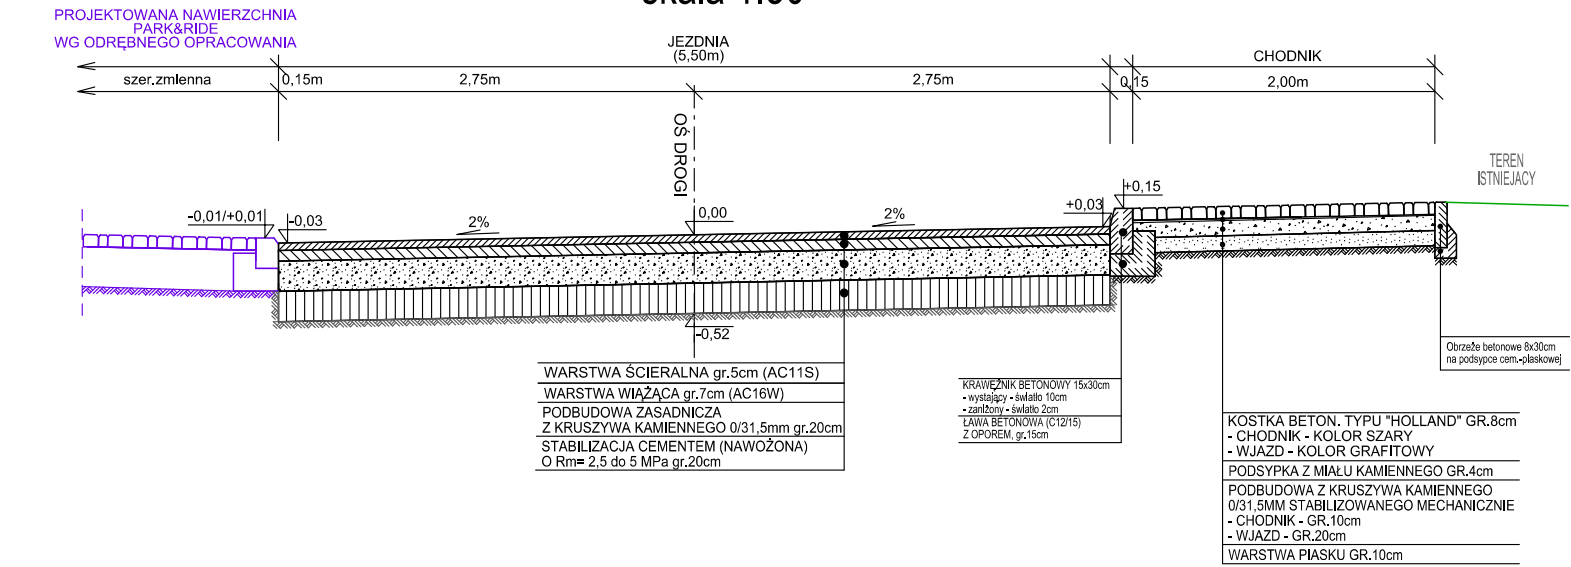 skala 1:50
PROJEKTOWANA NAWIERZCHNIA
PARK&RIDE
WG ODRĘBNEGO OPRACOWANIA
JEZDNIA
(5,50m)
CHODNIK
szer.zmienna
0,15m
2,75m
2,75m
0,15
2,00m
OŚ DROGI
TEREN
ISTNIEJACY
-0,01/+0,01
-0,03
2%
0,00
2%
+0,03
+0,15
-0,52
WARSTWA ŚCIERALNA gr.5cm (AC11S)
WARSTWA WIĄŻĄCA gr.7cm (AC16W)
PODBUDOWA ZASADNICZA
Z KRUSZYWA KAMIENNEGO 0/31,5mm gr.20cm
STABILIZACJA CEMENTEM (NAWOŻONA)
O Rm= 2,5 do 5 MPa gr.20cm
KRAWĘŻNIK BETONOWY 15x30cm
- wystający - światło 10cm
- zaniżony - światło 2cm
ŁAWA BETONOWA (C12/15)
Z OPOREM, gr.15cm
Obrzeże betonowe 8x30cm
na podsypce cem.-piaskowej
KOSTKA BETON. TYPU "HOLLAND" GR.8cm
- CHODNIK - KOLOR SZARY
- WJAZD - KOLOR GRAFITOWY
PODSYPKA Z MIAŁU KAMIENNEGO GR.4cm
PODBUDOWA Z KRUSZYWA KAMIENNEGO
0/31,5MM STABILIZOWANEGO MECHANICZNIE
- CHODNIK - GR.10cm
- WJAZD - GR.20cm
WARSTWA PIASKU GR.10cm